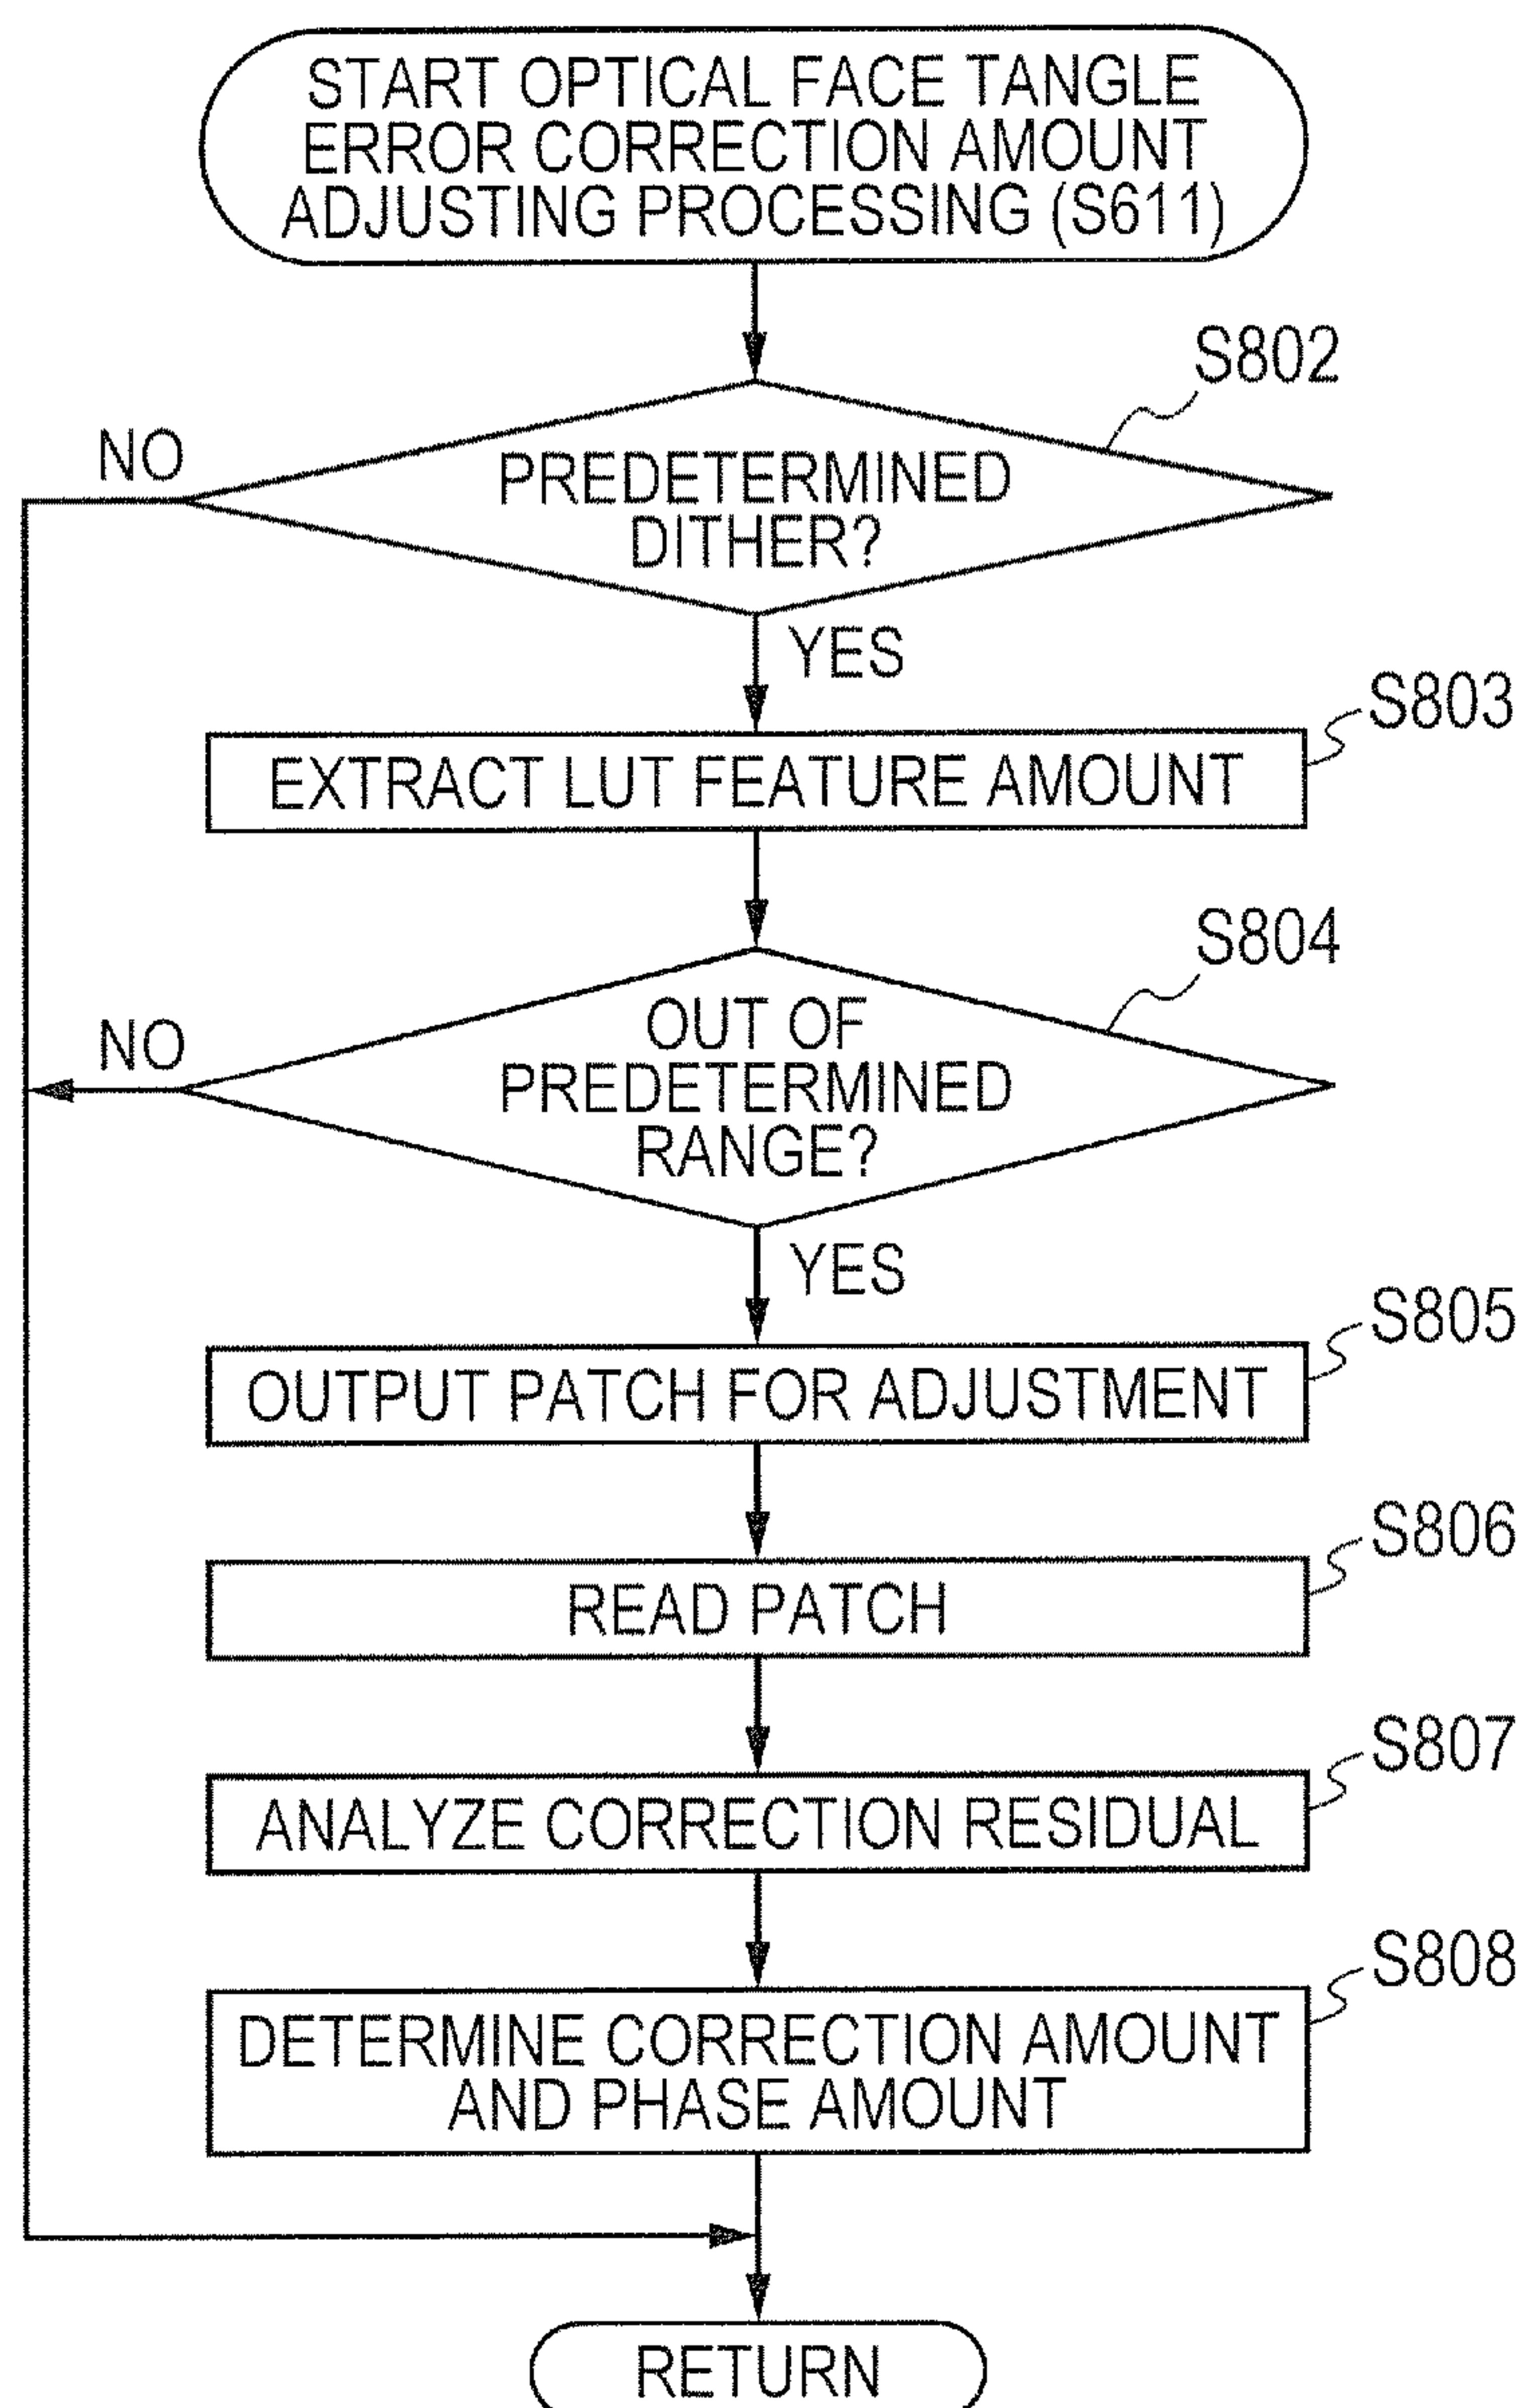 START OPTICAL FACE TANGLE
ERROR CORRECTION AMOUNT
ADJUSTING PROCESSING (S611)
S802
NO
PREDETERMINED
DITHER?
YES
S803
EXTRACT LUT FEATURE AMOUNT
S804
NO
OUT OF
PREDETERMINED
RANGE?
YES
S805
OUTPUT PATCH FOR ADJUSTMENT
S806
READ PATCH
S807
ANALYZE CORRECTION RESIDUAL
S808
DETERMINE CORRECTION AMOUNT
AND PHASE AMOUNT
RETURN